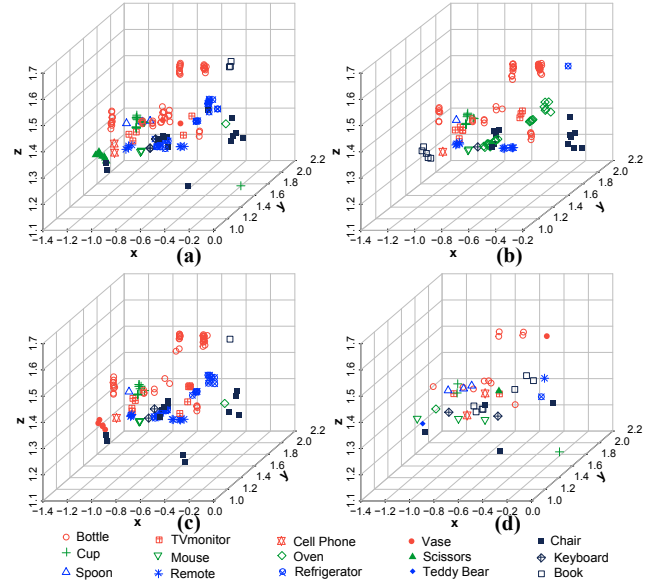 1.7
1.6
1.5
1.4
1.3
1.2
1.1
z
−1.4 −1.2 −1.0 −0.8 −0.6 −0.4 −0.2 0.0
x
1.0 1.2 1.4 1.6 1.8 2.0 2.2
y
(a)
1.7
1.6
1.5
1.4
1.3
1.2
1.1
z
−1.4 −1.2 −1.0 −0.8 −0.6 −0.4 −0.2
x
1.0 1.2 1.4 1.6 1.8 2.0 2.2
y
(b)
1.7
1.6
1.5
1.4
1.3
1.2
1.1
z
−1.4 −1.2 −1.0 −0.8 −0.6 −0.4 −0.2 0.0
x
1.0 1.2 1.4 1.6 1.8 2.0 2.2
y
(c)
1.7
1.6
1.5
1.4
1.3
1.2
1.1
z
−1.4 −1.2 −1.0 −0.8 −0.6 −0.4 −0.2 0.0
x
1.0 1.2 1.4 1.6 1.8 2.0 2.2
y
(d)
Bottle TVmonitor Cell Phone Vase Chair
Cup Mouse Oven Scissors Keyboard
Spoon Remote Refrigerator Teddy Bear Book